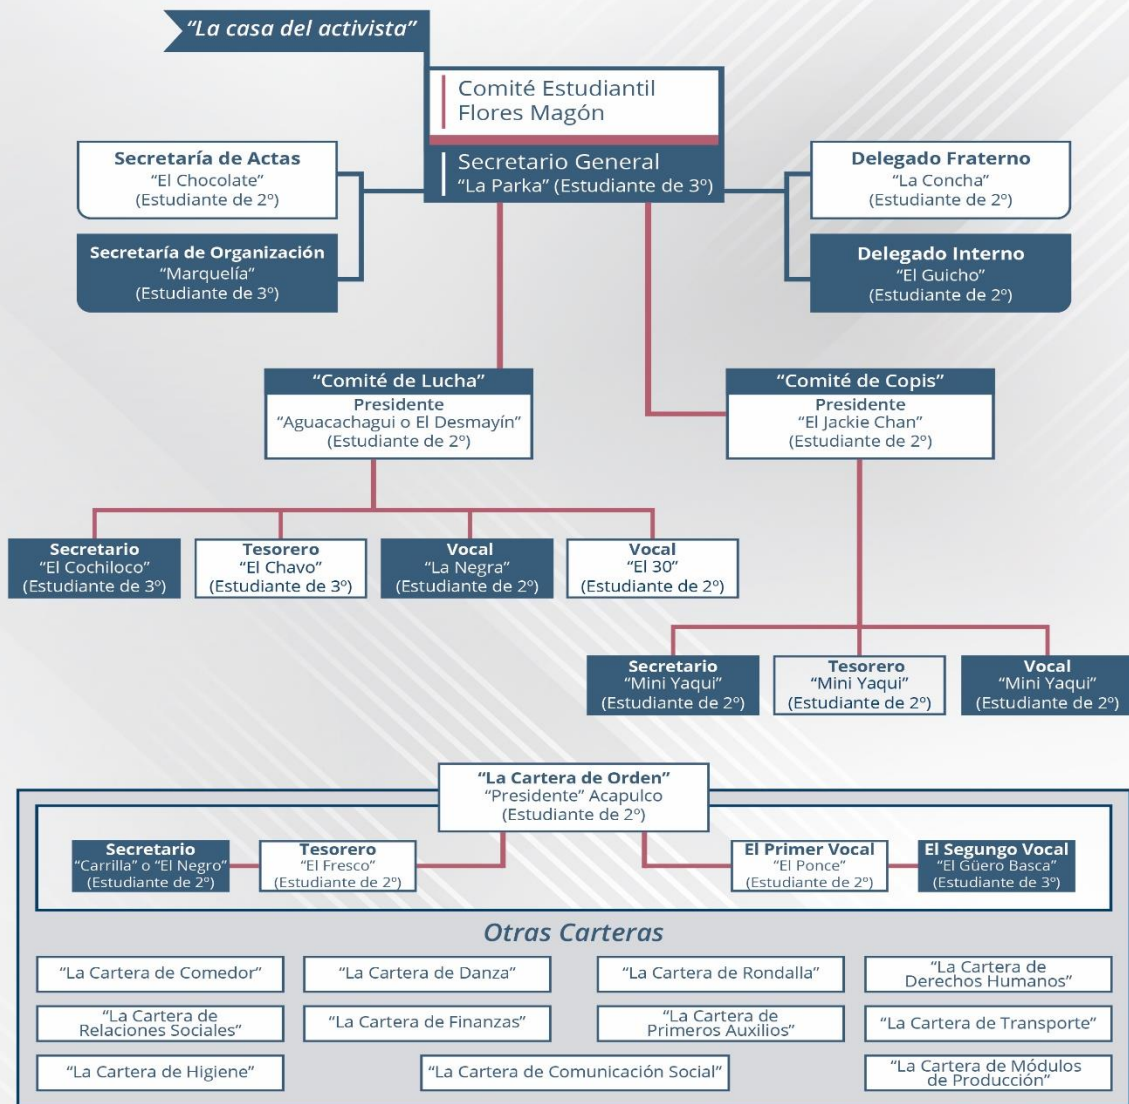 “La casa del activista”
Comité Estudiantil
Flores Magón
Secretario General
“La Parka” (Estudiante de 3º)
Secretaría de Actas
“El Chocolate”
(Estudiante de 2º)
Secretaría de Organización
“Marquelía”
(Estudiante de 3º)
Delegado Fraterno
“La Concha”
(Estudiante de 2º)
Delegado Interno
“El Guicho”
(Estudiante de 2º)
“Comité de Lucha”
Presidente
“Aguacachagui o El Desmayín”
(Estudiante de 2º)
“Comité de Copis”
Presidente
“El Jackie Chan”
(Estudiante de 2º)
Secretario
“El Cochiloco”
(Estudiante de 3º)
Tesorero
“El Chavo”
(Estudiante de 3º)
Vocal
“La Negra”
(Estudiante de 2º)
Vocal
“El 30”
(Estudiante de 2º)
Secretario
“Mini Yaqui”
(Estudiante de 2º)
Tesorero
“Mini Yaqui”
(Estudiante de 2º)
Vocal
“Mini Yaqui”
(Estudiante de 2º)
“La Cartera de Orden”
“Presidente” Acapulco
(Estudiante de 2º)
Secretario
“Carrilla” o “El Negro”
(Estudiante de 2º)
Tesorero
“El Fresco”
(Estudiante de 2º)
El Primer Vocal
“El Ponce”
(Estudiante de 2º)
El Segungo Vocal
“El Güero Basca”
(Estudiante de 3º)
Otras Carteras
“La Cartera de Comedor”
“La Cartera de Danza”
“La Cartera de Rondalla”
“La Cartera de
Derechos Humanos”
“La Cartera de
Relaciones Sociales”
“La Cartera de Finanzas”
“La Cartera de
Primeros Auxilios”
“La Cartera de Transporte”
“La Cartera de Higiene”
“La Cartera de Comunicación Social”
“La Cartera de Módulos
de Producción”